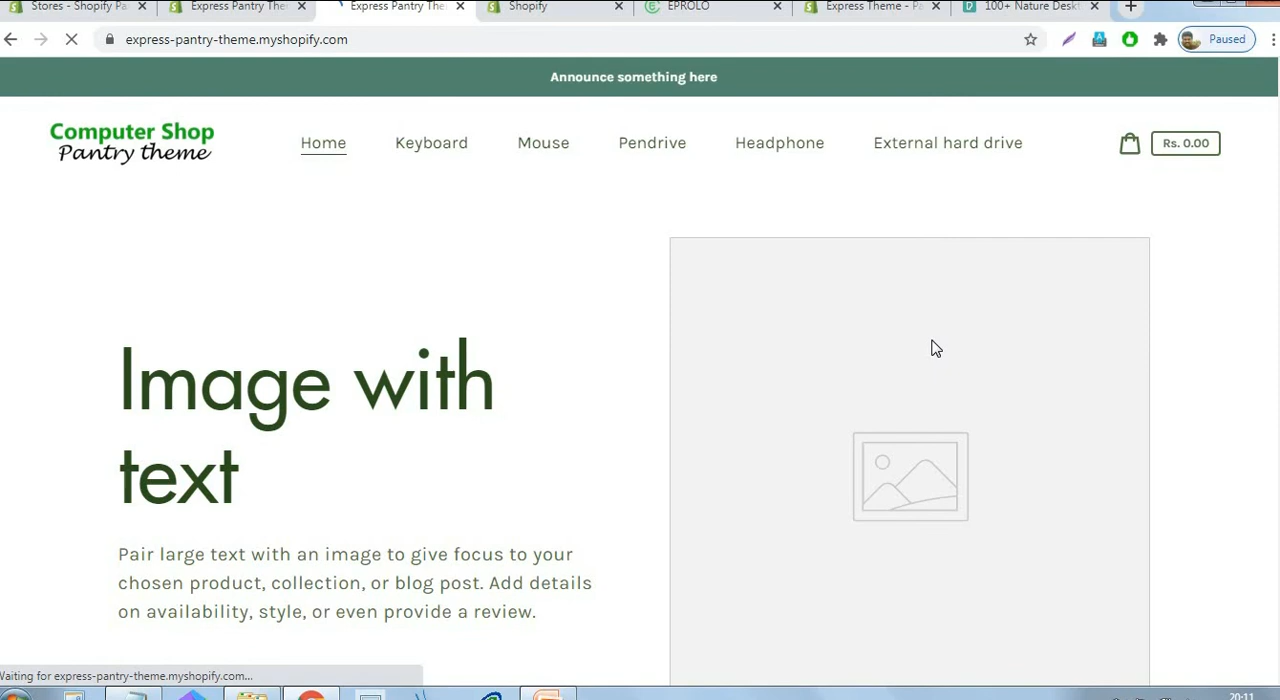 Stores - Shopify Pa
Express Pantry The
Express Pantry The
Shopify
EPROLO
Express Theme - Pa
100+ Nature Deskt
express-pantry-theme.myshopify.com
Paused
Announce something here
Computer Shop
Pantry theme
Home
Keyboard
Mouse
Pendrive
Headphone
External hard drive
Rs. 0.00
Image with
text
Pair large text with an image to give focus to your
chosen product, collection, or blog post. Add details
on availability, style, or even provide a review.
Waiting for express-pantry-theme.myshopify.com...
20:11